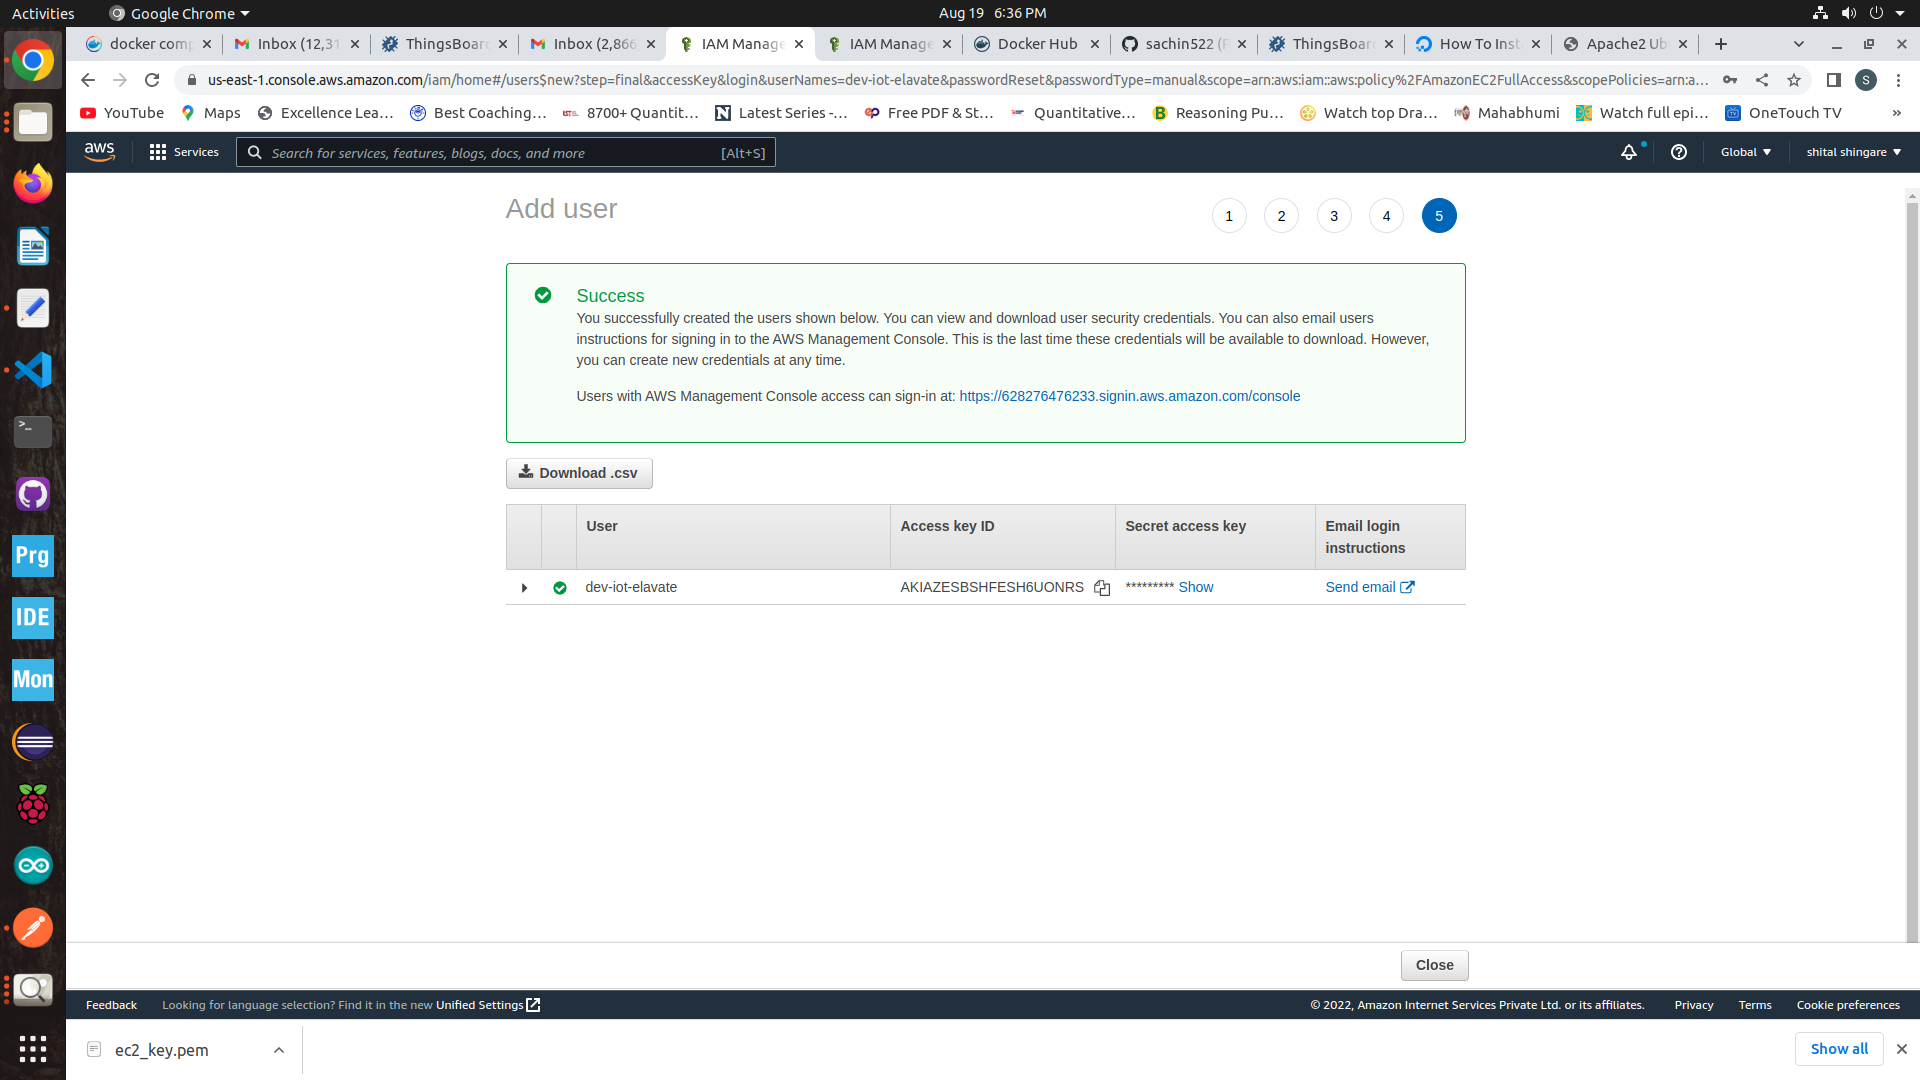 Activities
Google Chrome
Aug 19 6:36 PM
docker comp
Inbox (12,31
ThingsBoar
Inbox (2,866
IAM Manage
IAM Manage
Docker Hub
sachin522 (
ThingsBoar
How To Inst
Apache2 Ub
us-east-1.console.aws.amazon.com/iam/home#/users$new?step=final&accessKey&login&userNames=dev-iot-elavate&passwordReset&passwordType=manual&scope=arn:aws:iam::aws:policy%2FAmazonEC2FullAccess&scopePolicies=arn:a...
S
YouTube
Maps
Excellence Lea...
Best Coaching...
8700+ Quantit...
Latest Series -...
Free PDF & St...
Quantitative...
Reasoning Pu...
Watch top Dra...
Mahabhumi
Watch full epi...
OneTouch TV
»
aws
Services
Search for services, features, blogs, docs, and more
[Alt+S]
Global
shital shingare
Add user
1 2 3 4 5
Success
You successfully created the users shown below. You can view and download user security credentials. You can also email users
instructions for signing in to the AWS Management Console. This is the last time these credentials will be available to download. However,
you can create new credentials at any time.
Users with AWS Management Console access can sign-in at: https://628276476233.signin.aws.amazon.com/console
Download .csv
User
Access key ID
Secret access key
Email login
instructions
dev-iot-elavate
AKIAZESBSHFESH6UONRS
********* Show
Send email
Close
Feedback
Looking for language selection? Find it in the new Unified Settings
© 2022, Amazon Internet Services Private Ltd. or its affiliates.
Privacy
Terms
Cookie preferences
ec2_key.pem
Show all
Prg
IDE
Mon